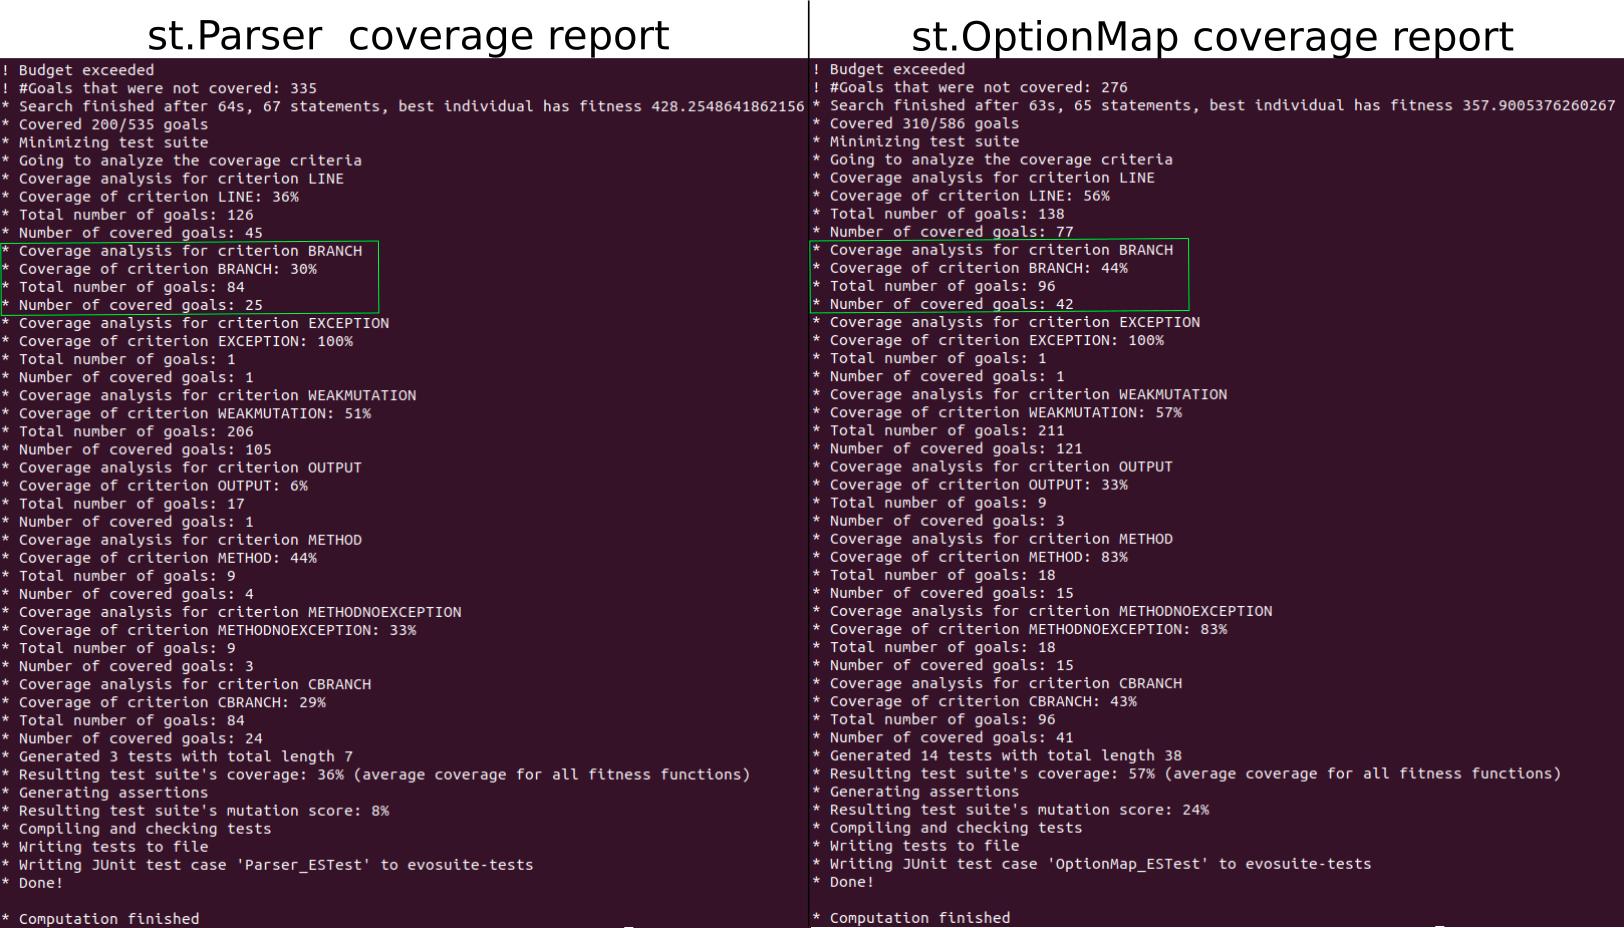 st.Parser  coverage report
! Budget exceeded
! #Goals that were not covered: 335
* Search finished after 64s, 67 statements, best individual has fitness 428.2548641862156
* Covered 200/535 goals
* Minimizing test suite
* Going to analyze the coverage criteria
* Coverage analysis for criterion LINE
* Coverage of criterion LINE: 36%
* Total number of goals: 126
* Number of covered goals: 45
* Coverage analysis for criterion BRANCH
* Coverage of criterion BRANCH: 30%
* Total number of goals: 84
* Number of covered goals: 25
* Coverage analysis for criterion EXCEPTION
* Coverage of criterion EXCEPTION: 100%
* Total number of goals: 1
* Number of covered goals: 1
* Coverage analysis for criterion WEAKMUTATION
* Coverage of criterion WEAKMUTATION: 51%
* Total number of goals: 206
* Number of covered goals: 105
* Coverage analysis for criterion OUTPUT
* Coverage of criterion OUTPUT: 6%
* Total number of goals: 17
* Number of covered goals: 1
* Coverage analysis for criterion METHOD
* Coverage of criterion METHOD: 44%
* Total number of goals: 9
* Number of covered goals: 4
* Coverage analysis for criterion METHODNOEXCEPTION
* Coverage of criterion METHODNOEXCEPTION: 33%
* Total number of goals: 9
* Number of covered goals: 3
* Coverage analysis for criterion CBRANCH
* Coverage of criterion CBRANCH: 29%
* Total number of goals: 84
* Number of covered goals: 24
* Generated 3 tests with total length 7
* Resulting test suite's coverage: 36% (average coverage for all fitness functions)
* Generating assertions
* Resulting test suite's mutation score: 8%
* Compiling and checking tests
* Writing tests to file
* Writing JUnit test case 'Parser_ESTest' to evosuite-tests
* Done!
* Computation finished
st.OptionMap coverage report
! Budget exceeded
! #Goals that were not covered: 276
* Search finished after 63s, 65 statements, best individual has fitness 357.9005376260267
* Covered 310/586 goals
* Minimizing test suite
* Going to analyze the coverage criteria
* Coverage analysis for criterion LINE
* Coverage of criterion LINE: 56%
* Total number of goals: 138
* Number of covered goals: 77
* Coverage analysis for criterion BRANCH
* Coverage of criterion BRANCH: 44%
* Total number of goals: 96
* Number of covered goals: 42
* Coverage analysis for criterion EXCEPTION
* Coverage of criterion EXCEPTION: 100%
* Total number of goals: 1
* Number of covered goals: 1
* Coverage analysis for criterion WEAKMUTATION
* Coverage of criterion WEAKMUTATION: 57%
* Total number of goals: 211
* Number of covered goals: 121
* Coverage analysis for criterion OUTPUT
* Coverage of criterion OUTPUT: 33%
* Total number of goals: 9
* Number of covered goals: 3
* Coverage analysis for criterion METHOD
* Coverage of criterion METHOD: 83%
* Total number of goals: 18
* Number of covered goals: 15
* Coverage analysis for criterion METHODNOEXCEPTION
* Coverage of criterion METHODNOEXCEPTION: 83%
* Total number of goals: 18
* Number of covered goals: 15
* Coverage analysis for criterion CBRANCH
* Coverage of criterion CBRANCH: 43%
* Total number of goals: 96
* Number of covered goals: 41
* Generated 14 tests with total length 38
* Resulting test suite's coverage: 57% (average coverage for all fitness functions)
* Generating assertions
* Resulting test suite's mutation score: 24%
* Compiling and checking tests
* Writing tests to file
* Writing JUnit test case 'OptionMap_ESTest' to evosuite-tests
* Done!
* Computation finished